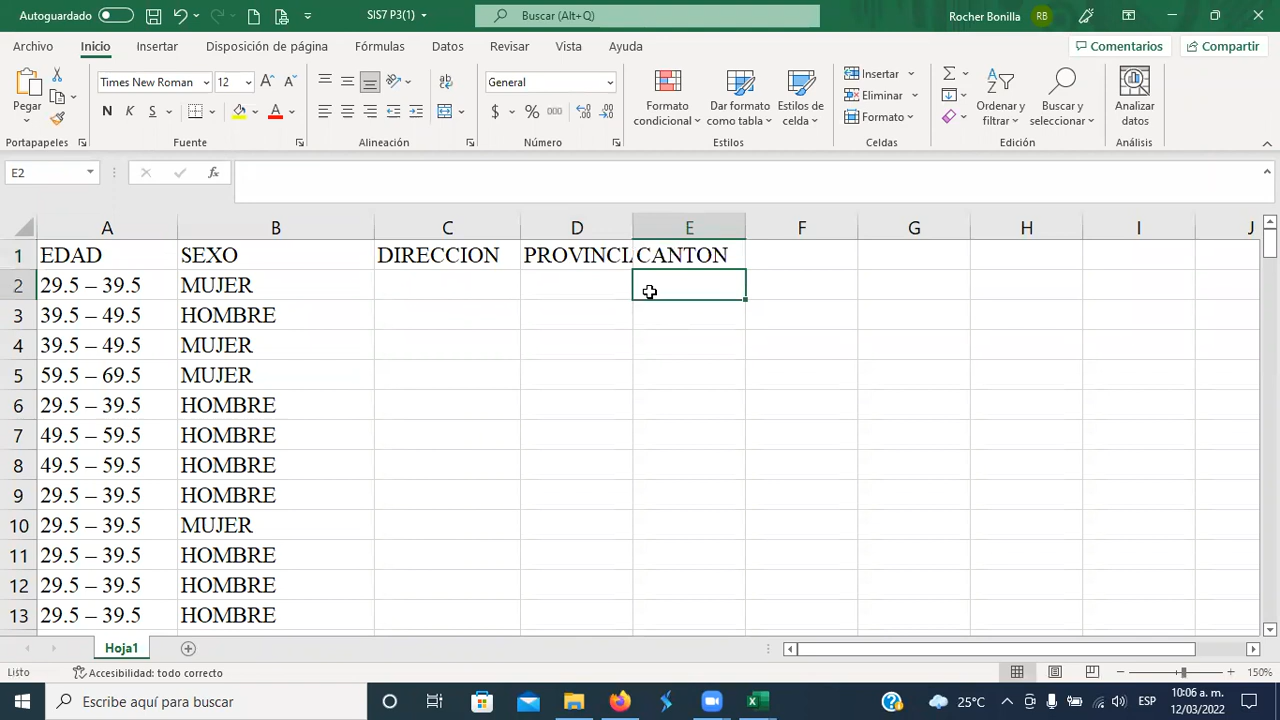 Autoguardado
SIS7 P3(1)
Buscar (Alt+Q)
Rocher Bonilla
RB
Archivo
Inicio
Insertar
Disposición de página
Fórmulas
Datos
Revisar
Vista
Ayuda
Comentarios
Compartir
Pegar
Times New Roman
12
N K S
General
$ %
Formato condicional
Dar formato como tabla
Estilos de celda
Insertar
Eliminar
Formato
Ordenar y filtrar
Buscar y seleccionar
Analizar datos
Portapapeles
Fuente
Alineación
Número
Estilos
Celdas
Edición
Análisis
E2
fx
A B C D E F G H I J
1 EDAD SEXO DIRECCION PROVINCI CANTON
2 29.5 – 39.5 MUJER
3 39.5 – 49.5 HOMBRE
4 39.5 – 49.5 MUJER
5 59.5 – 69.5 MUJER
6 29.5 – 39.5 HOMBRE
7 49.5 – 59.5 HOMBRE
8 49.5 – 59.5 HOMBRE
9 29.5 – 39.5 HOMBRE
10 29.5 – 39.5 MUJER
11 29.5 – 39.5 HOMBRE
12 29.5 – 39.5 HOMBRE
13 29.5 – 39.5 HOMBRE
Hoja1
Listo
Accesibilidad: todo correcto
150%
Escribe aquí para buscar
25°C
ESP
10:06 a. m.
12/03/2022